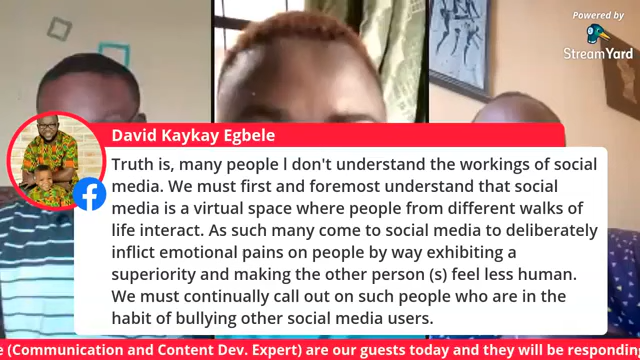 Powered by
StreamYard
David Kaykay Egbele
Truth is, many people l don't understand the workings of social
media. We must first and foremost understand that social
media is a virtual space where people from different walks of
life interact. As such many come to social media to deliberately
inflict emotional pains on people by way exhibiting a
superiority and making the other person (s) feel less human.
We must continually call out on such people who are in the
habit of bullying other social media users.
e (Communication and Content Dev. Expert) are our guests today and they will be responding